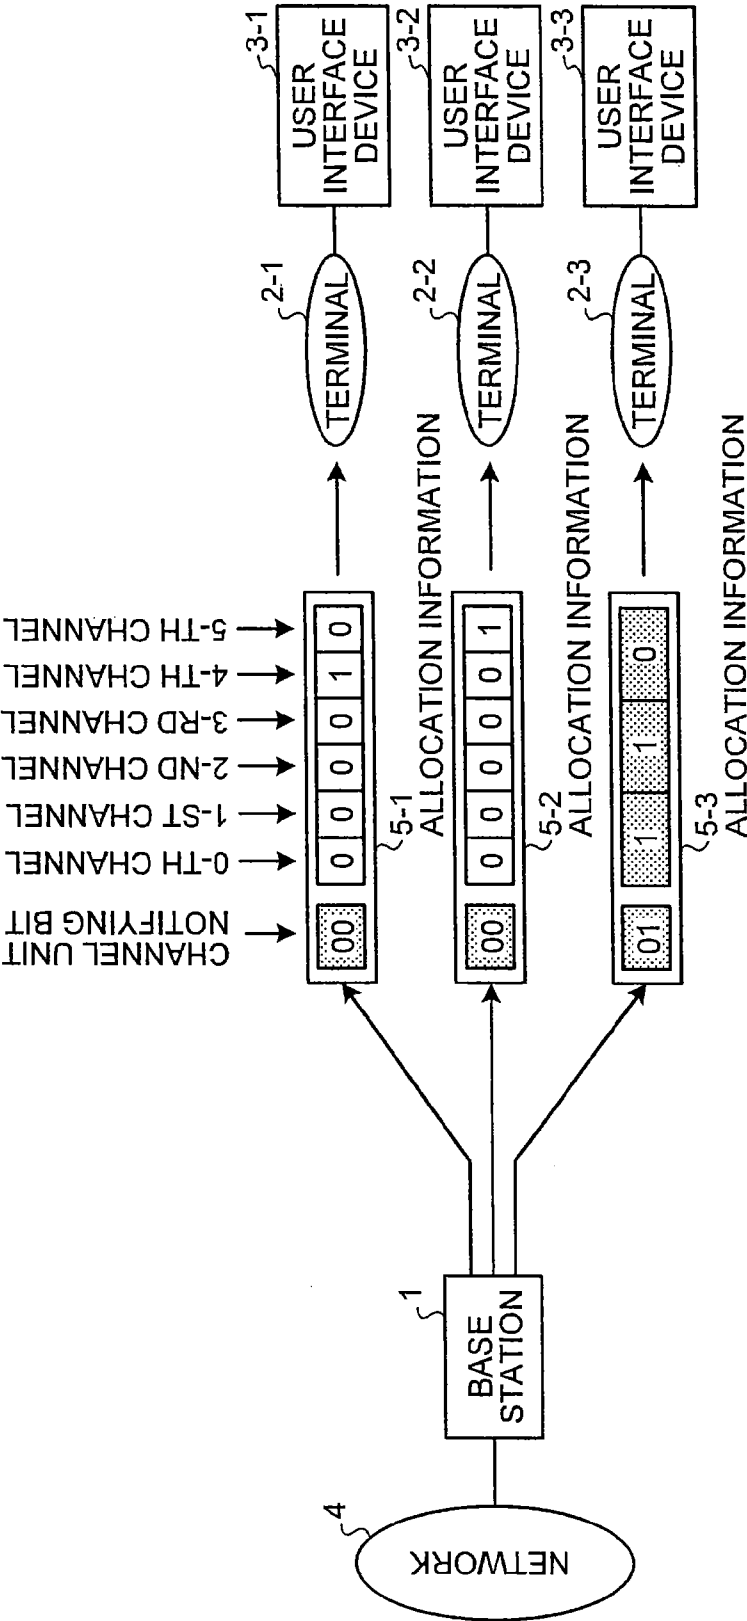 CHANNEL UNIT
NOTIFYING BIT
0-TH CHANNEL
1-ST CHANNEL
2-ND CHANNEL
3-RD CHANNEL
4-TH CHANNEL
5-TH CHANNEL
00
0
0
0
0
1
0
5-1
ALLOCATION INFORMATION
2-1
TERMINAL
3-1
USER
INTERFACE
DEVICE
4
NETWORK
1
BASE
STATION
00
0
0
0
0
0
1
5-2
ALLOCATION INFORMATION
2-2
TERMINAL
3-2
USER
INTERFACE
DEVICE
01
1
1
0
5-3
ALLOCATION INFORMATION
2-3
TERMINAL
3-3
USER
INTERFACE
DEVICE